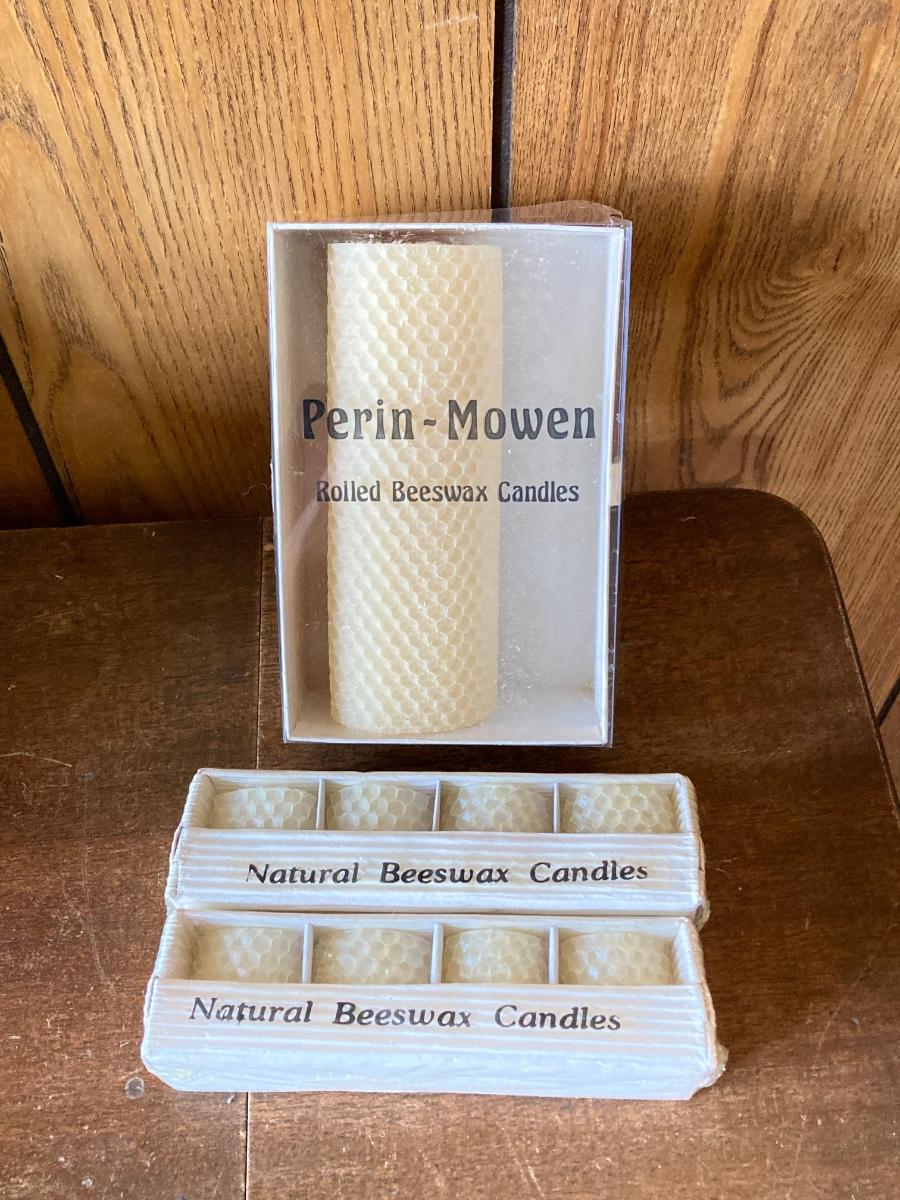 Perin~Mowen
Rolled Beeswax Candles
Natural Beeswax Candles
Natural Beeswax Candles